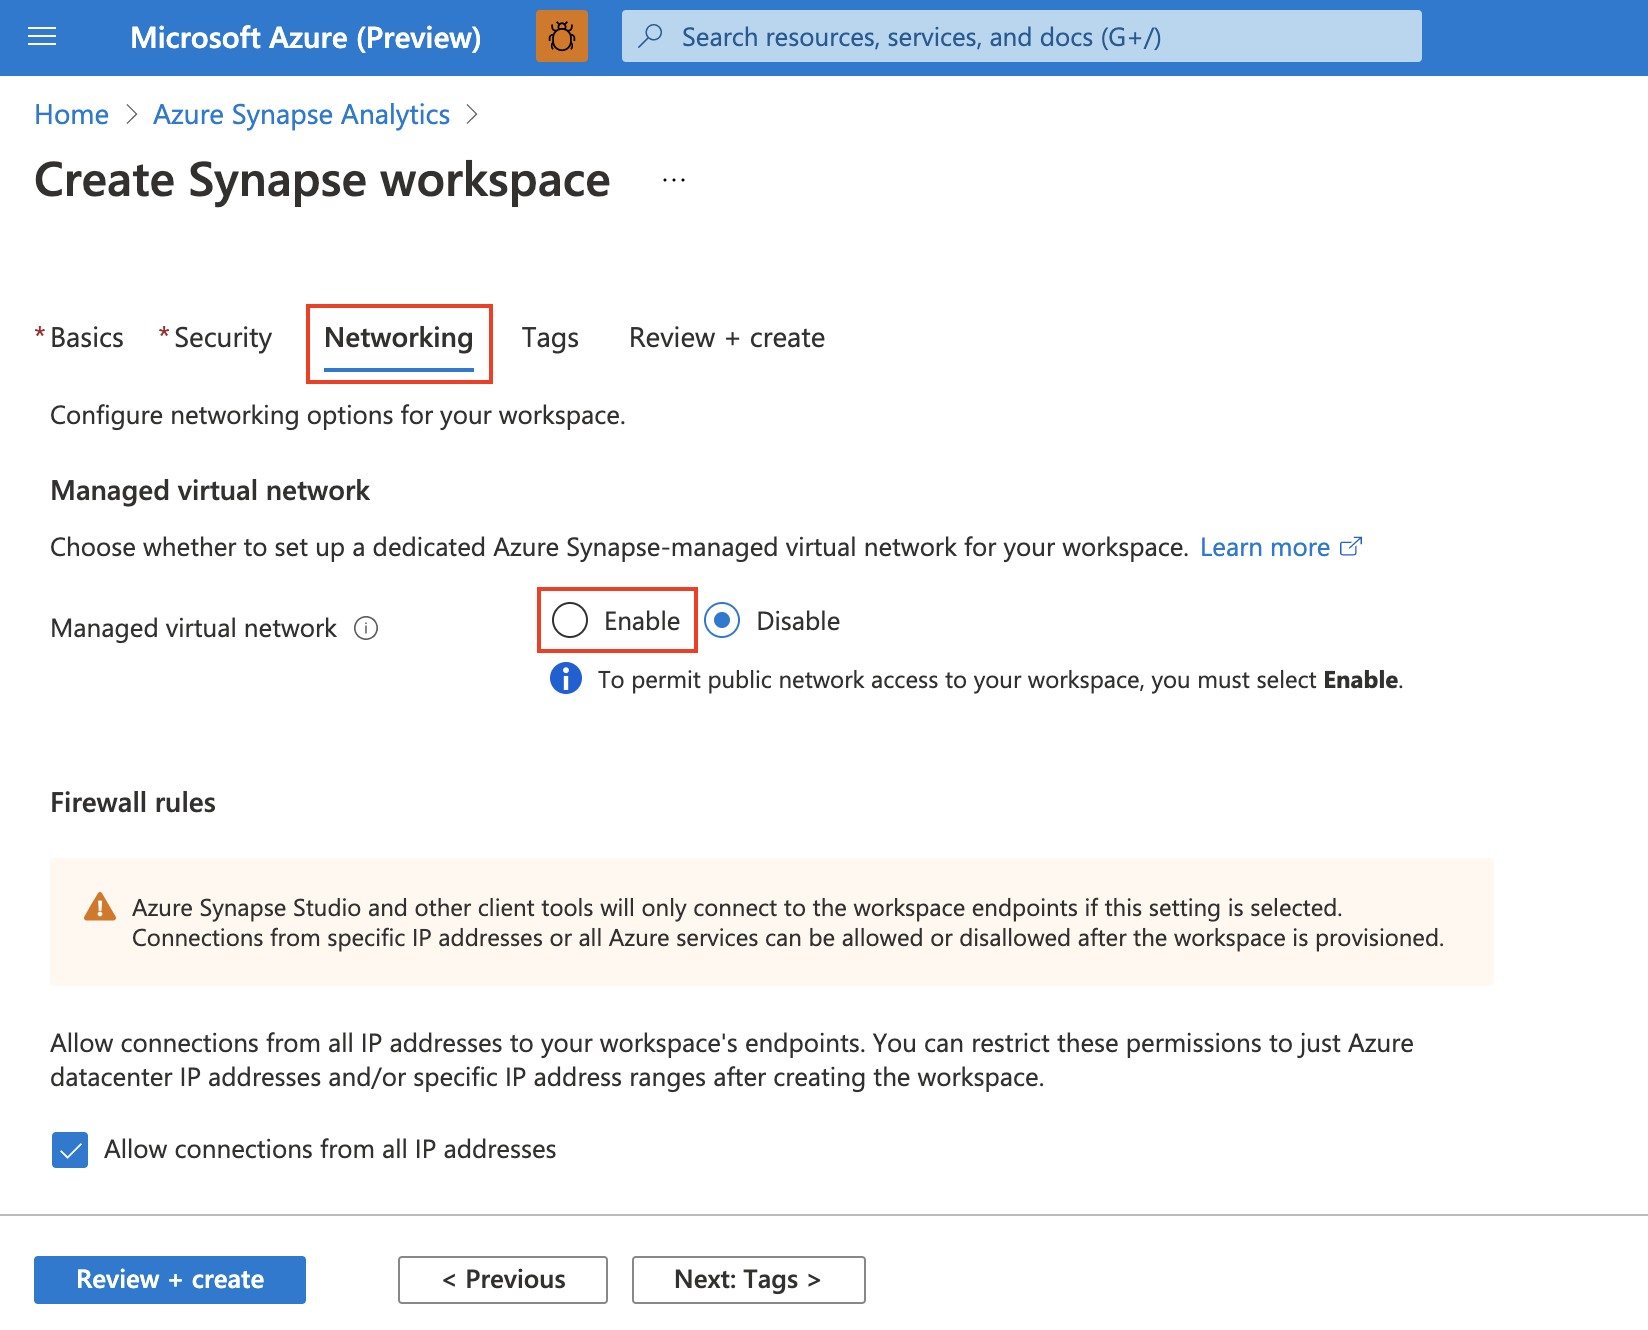 Microsoft Azure (Preview)
Search resources, services, and docs (G+/)
Home > Azure Synapse Analytics >
Create Synapse workspace ...
* Basics * Security Networking Tags Review + create
Configure networking options for your workspace.
Managed virtual network
Choose whether to set up a dedicated Azure Synapse-managed virtual network for your workspace. Learn more
Managed virtual network Enable Disable
To permit public network access to your workspace, you must select Enable.
Firewall rules
Azure Synapse Studio and other client tools will only connect to the workspace endpoints if this setting is selected.
Connections from specific IP addresses or all Azure services can be allowed or disallowed after the workspace is provisioned.
Allow connections from all IP addresses to your workspace's endpoints. You can restrict these permissions to just Azure
datacenter IP addresses and/or specific IP address ranges after creating the workspace.
Allow connections from all IP addresses
Review + create < Previous Next: Tags >